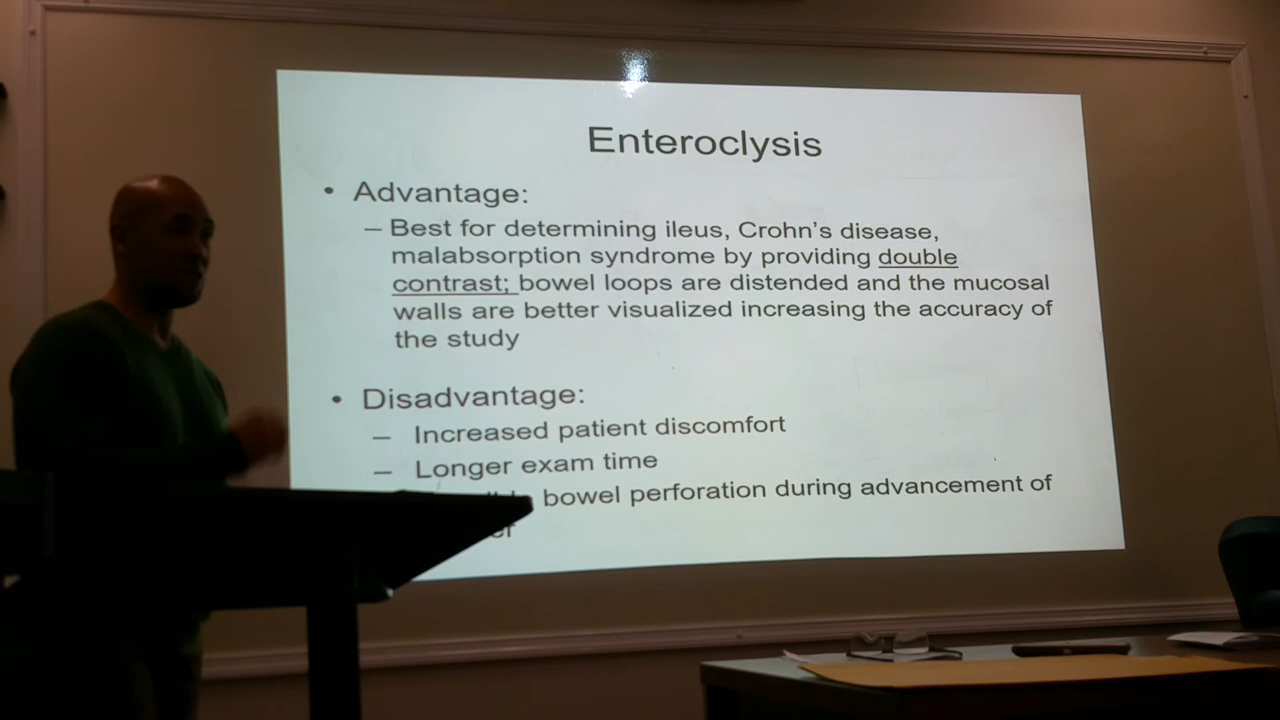 Enteroclysis
• Advantage:
– Best for determining ileus, Crohn's disease,
malabsorption syndrome by providing double
contrast; bowel loops are distended and the mucosal
walls are better visualized increasing the accuracy of
the study
• Disadvantage:
– Increased patient discomfort
– Longer exam time
bowel perforation during advancement of